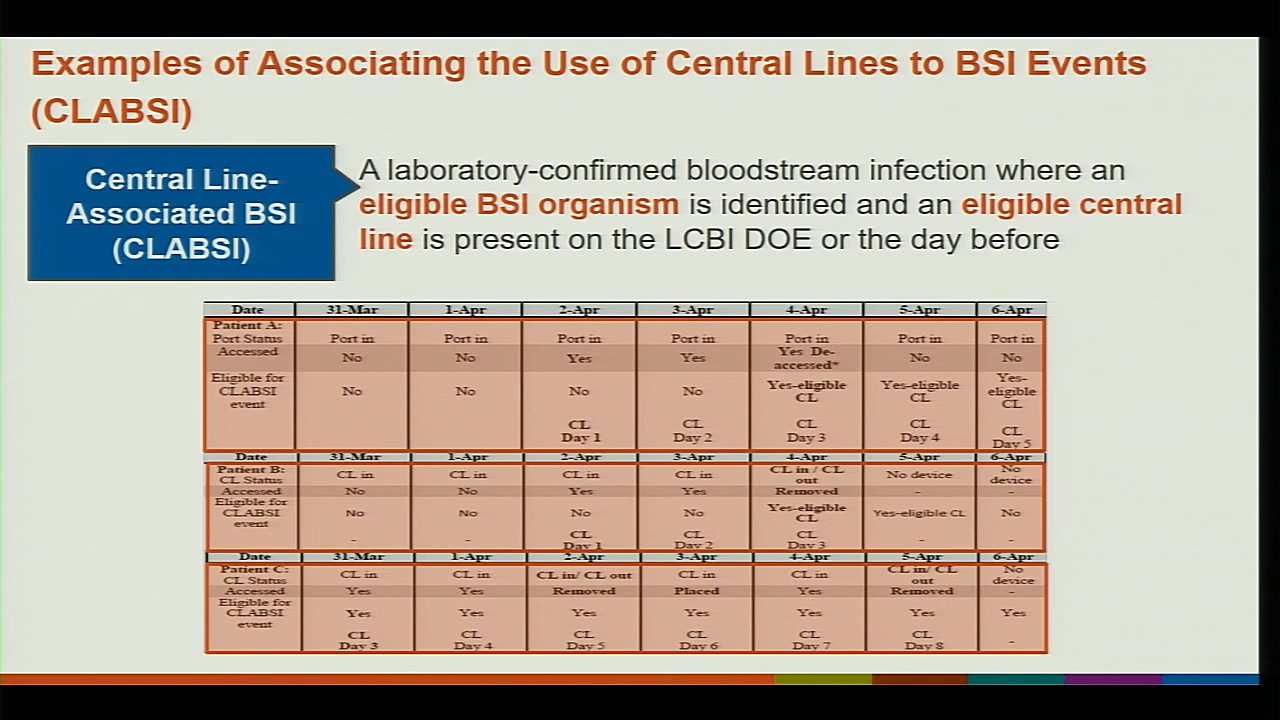 Examples of Associating the Use of Central Lines to BSI Events
(CLABSI)
Central Line-
Associated BSI
(CLABSI)
A laboratory-confirmed bloodstream infection where an
eligible BSI organism is identified and an eligible central
line is present on the LCBI DOE or the day before
Date 31-Mar 1-Apr 2-Apr 3-Apr 4-Apr 5-Apr 6-Apr
Patient A:
Port Status Port in Port in Port in Port in Port in Port in Port in
Accessed No No Yes Yes Yes De-accessed* No No
Eligible for CLABSI event No No No No Yes-eligible CL Yes-eligible CL Yes-eligible CL
CL Day 1 CL Day 2 CL Day 3 CL Day 4 CL Day 5
Date 31-Mar 1-Apr 2-Apr 3-Apr 4-Apr 5-Apr 6-Apr
Patient B:
CL Status CL in CL in CL in CL in CL in / CL out No device No device
Accessed No No Yes Yes Removed - -
Eligible for CLABSI event No No No No Yes-eligible CL Yes-eligible CL No
- - CL Day 1 CL Day 2 CL Day 3 - -
Date 31-Mar 1-Apr 2-Apr 3-Apr 4-Apr 5-Apr 6-Apr
Patient C:
CL Status CL in CL in CL in/ CL out CL in CL in CL in/ CL out No device
Accessed Yes Yes Removed Placed Yes Removed -
Eligible for CLABSI event Yes Yes Yes Yes Yes Yes Yes
CL Day 3 CL Day 4 CL Day 5 CL Day 6 CL Day 7 CL Day 8 -